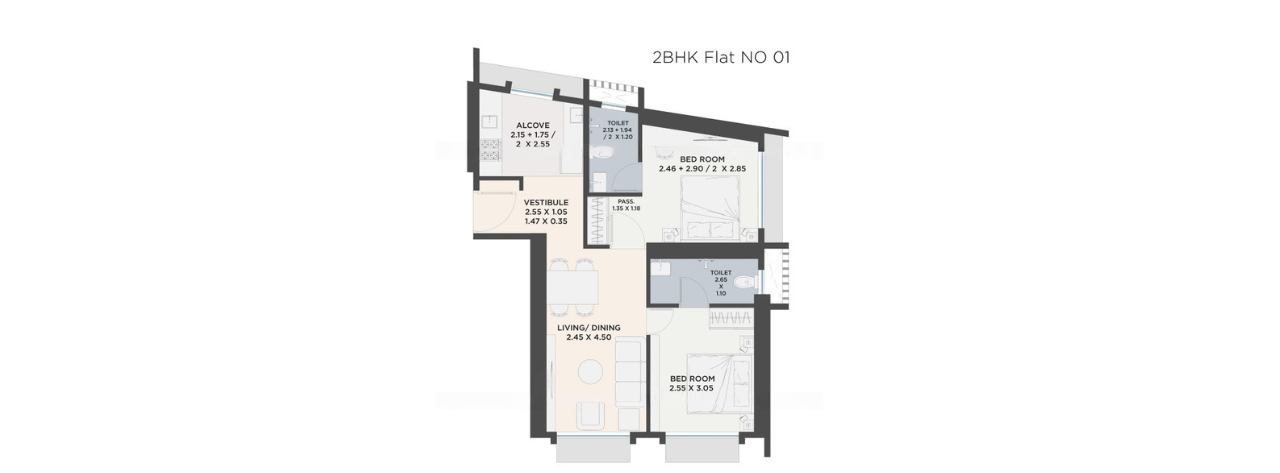 2BHK Flat NO 01
ALCOVE
2.15 + 1.75 /
2 X 2.55
TOILET
2.13 + 1.94
/ 2 X 1.20
BED ROOM
2.46 + 2.90 / 2 X 2.85
VESTIBULE
2.55 X 1.05
1.47 X 0.35
PASS.
1.35 X 1.18
TOILET
2.65
X
1.10
LIVING/ DINING
2.45 X 4.50
BED ROOM
2.55 X 3.05